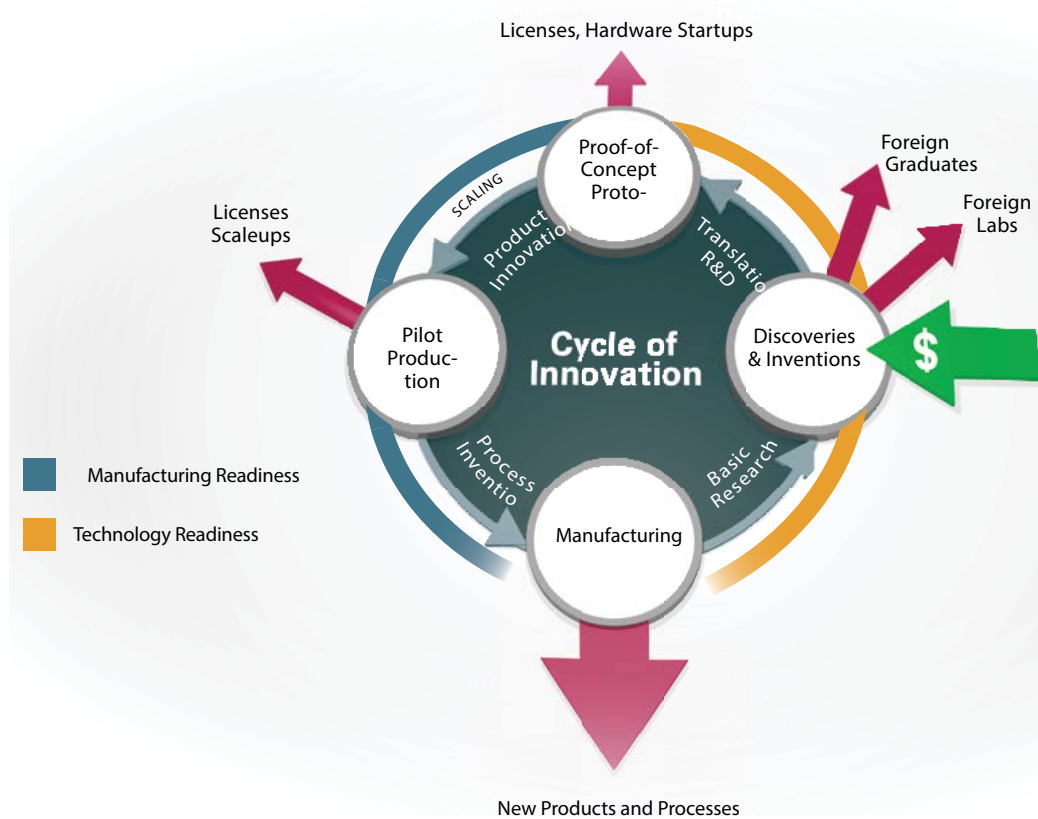 Licenses, Hardware Startups
Proof-of-
Concept
Proto-
Foreign
Graduates
Foreign
Labs
SCALING
Product
Innovation
Translatio
R&D
Licenses
Scaleups
Pilot
Produc-
tion
Cycle of
Innovation
Discoveries
& Inventions
$
Process
Inventio
Basic
Research
Manufacturing Readiness
Technology Readiness
Manufacturing
New Products and Processes